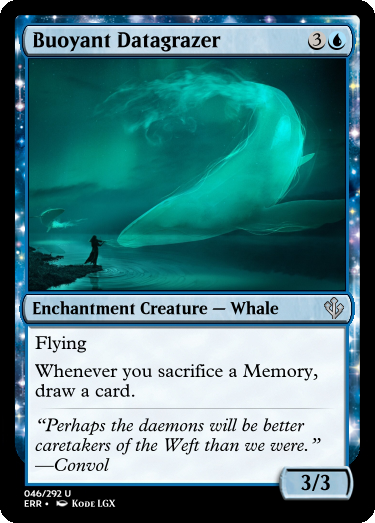 Buoyant Datagrazer 3
Enchantment Creature — Whale
Flying
Whenever you sacrifice a Memory,
draw a card.
“Perhaps the daemons will be better
caretakers of the Weft than we were.”
—Convol
3/3
046/292 U
ERR • Kode LGX